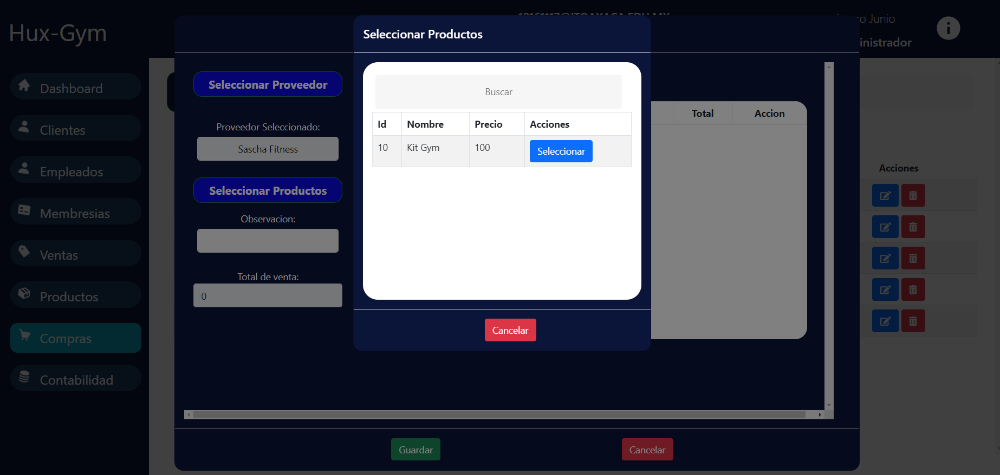 Hux-Gym
ro Junio
inistrador
Dashboard
Clientes
Empleados
Membresias
Ventas
Productos
Compras
Contabilidad
Seleccionar Proveedor
Proveedor Seleccionado:
Sascha Fitness
Seleccionar Productos
Observacion:
Total de venta:
0
Seleccionar Productos
Buscar
Id Nombre Precio Acciones
10 Kit Gym 100 Seleccionar
Cancelar
Total Accion
Acciones
Guardar Cancelar